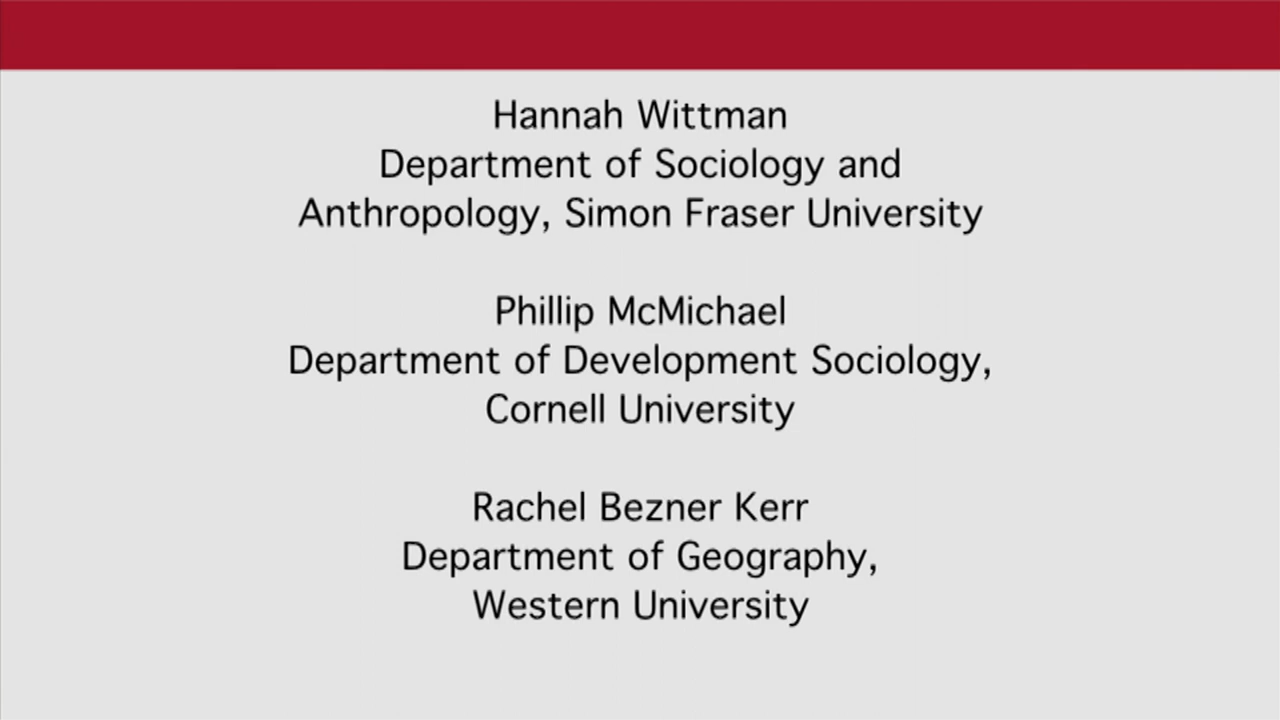 Hannah Wittman
Department of Sociology and
Anthropology, Simon Fraser University
Phillip McMichael
Department of Development Sociology,
Cornell University
Rachel Bezner Kerr
Department of Geography,
Western University